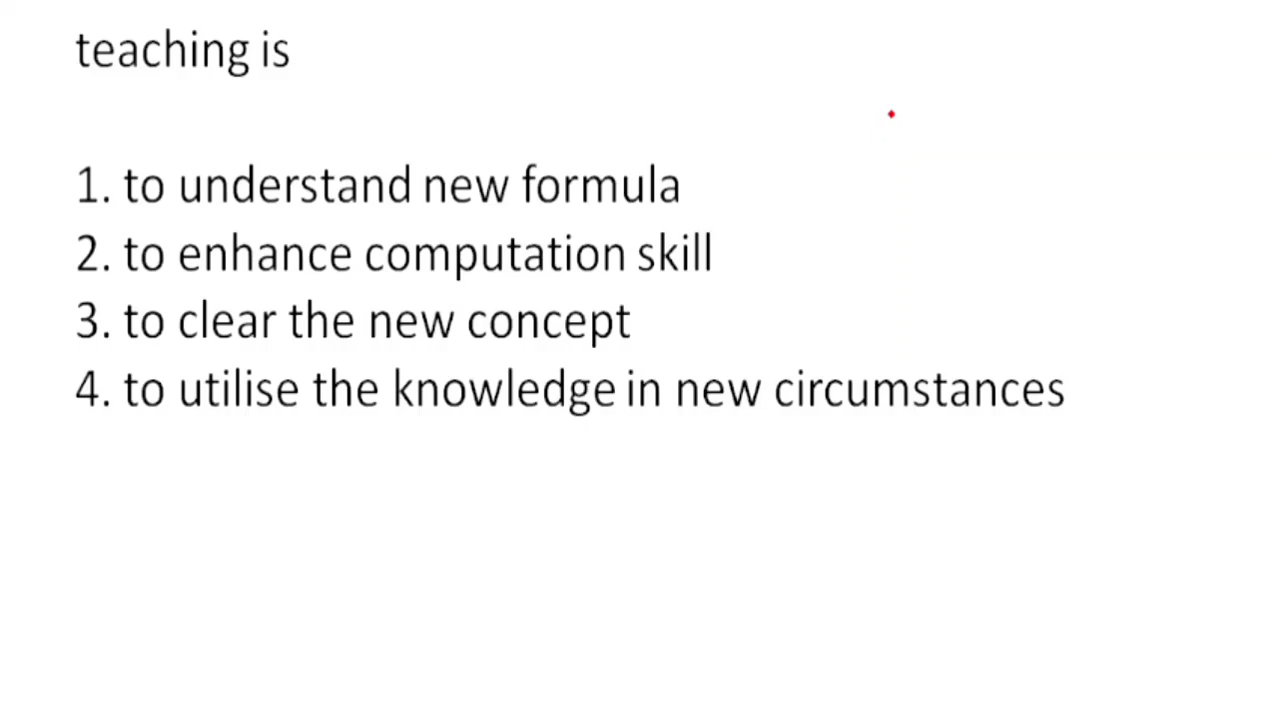 teaching is
1. to understand new formula
2. to enhance computation skill
3. to clear the new concept
4. to utilise the knowledge in new circumstances